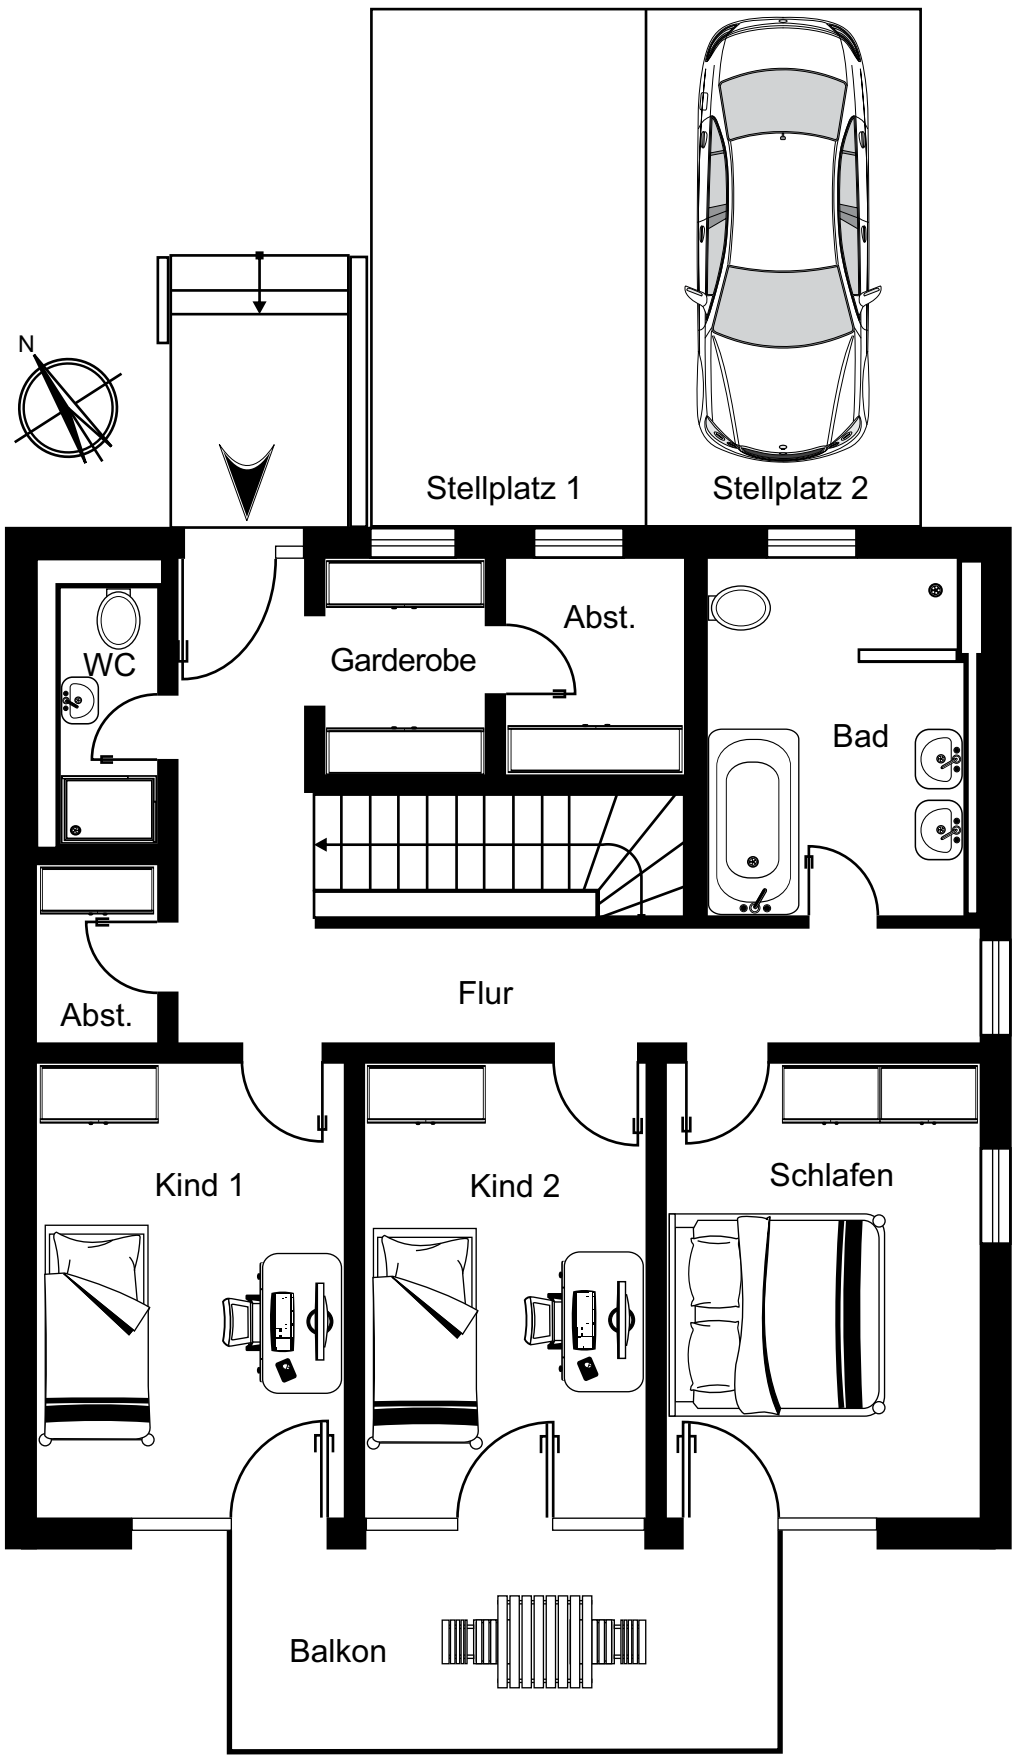 N
Stellplatz 1
Stellplatz 2
WC
Garderobe
Abst.
Bad
Abst.
Flur
Kind 1
Kind 2
Schlafen
Balkon